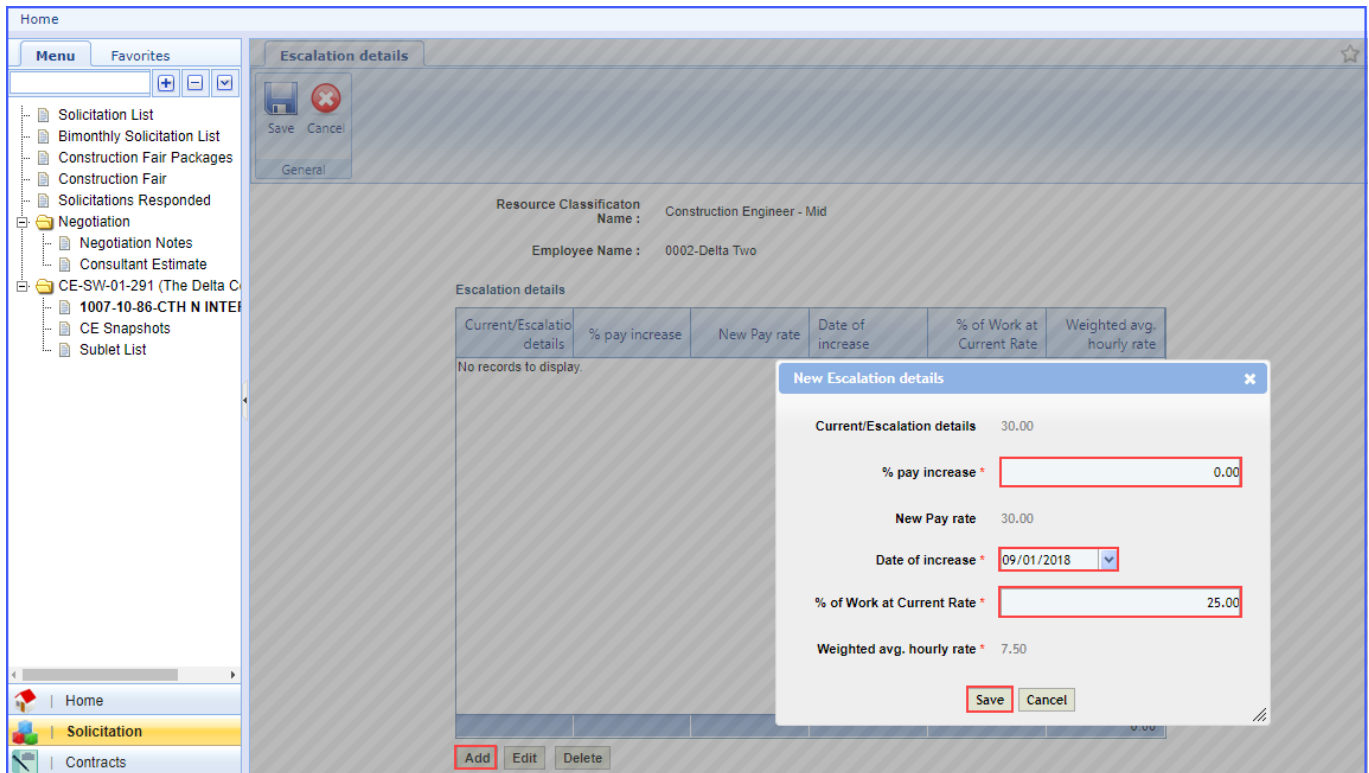 Home
Menu Favorites
Solicitation List
Bimonthly Solicitation List
Construction Fair Packages
Construction Fair
Solicitations Responded
Negotiation
Negotiation Notes
Consultant Estimate
CE-SW-01-291 (The Delta Co
1007-10-86-CTH N INTER
CE Snapshots
Sublet List
| Home
| Solicitation
| Contracts
Escalation details
Save Cancel
General
Resource Classificaton
Name : Construction Engineer - Mid
Employee Name : 0002-Delta Two
Escalation details
Current/Escalatio
details
% pay increase
New Pay rate
Date of
increase
% of Work at
Current Rate
Weighted avg.
hourly rate
No records to display.
0.00
Add Edit Delete
New Escalation details
Current/Escalation details 30.00
% pay increase * 0.00
New Pay rate 30.00
Date of increase * 09/01/2018
% of Work at Current Rate * 25.00
Weighted avg. hourly rate * 7.50
Save Cancel